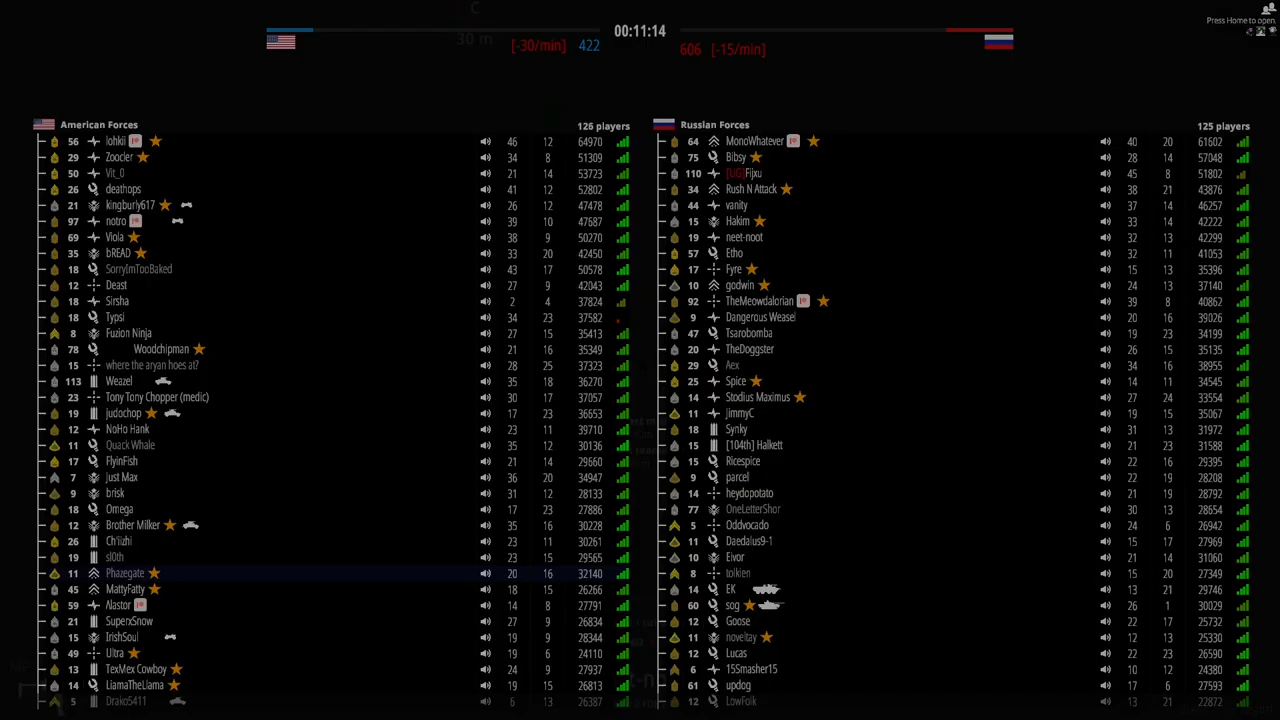 C
Press Home to open.
30 m
[-30/min] 422 00:11:14 606 [-15/min]
American Forces 126 players
56 lohkii 46 12 64970
29 Zoocler 34 8 51309
50 Vit_0 21 14 53723
26 deathops 41 12 52802
21 kingburly617 26 12 47478
97 notro 39 10 47687
69 Viola 38 9 50270
35 bREAD 33 20 42450
18 SorryImTooBaked 43 17 50578
12 Deast 27 9 42043
18 Sirsha 2 4 37824
18 Typsi 34 23 37582
8 Fuzion Ninja 27 15 35413
78 Woodchipman 21 16 35349
15 where the aryan hoes at? 28 25 37323
113 Weazel 35 18 36270
23 Tony Tony Chopper (medic) 30 17 37057
19 judochop 17 23 36653
12 NoHo Hank 23 11 39710
11 Quack Whale 35 12 30136
17 FlyinFish 21 14 29660
7 Just Max 36 20 34947
9 brisk 31 12 28133
18 Omega 17 23 27886
12 Brother Milker 35 16 30228
26 Ch'iizhi 23 11 30261
19 sl0th 23 15 29565
11 Phazegate 20 16 32140
45 MattyFatty 18 15 26266
59 Alastor 14 8 27791
21 SuperxSnow 27 9 26834
15 IrishSoul 19 9 28344
49 Ultra 19 6 24110
13 TexMex Cowboy 24 9 27937
14 LlamaTheLlama 19 15 26813
5 Drako5411 6 13 26387
Russian Forces 125 players
64 MonoWhatever 40 20 61602
75 Bibsy 28 14 57048
110 [UG]Fijxu 45 8 51802
34 Rush N Attack 38 21 43876
44 vanity 37 14 46257
15 Hakim 33 14 42222
19 neet-noot 32 13 42299
57 Etho 32 11 41053
17 Fyre 15 13 35396
10 godwin 24 13 37140
92 TheMeowdalorian 39 8 40862
9 Dangerous Weasel 20 16 39026
47 Tsarobomba 19 23 34199
20 TheDoggster 26 15 35135
29 Aex 34 16 38955
25 Spice 14 11 34545
14 Stodius Maximus 27 24 33554
11 JimmyC 19 15 35067
18 Synky 31 13 31972
15 [104th] Halkett 21 23 31588
15 Ricespice 22 16 29395
9 parcel 22 19 28208
14 heydopotato 21 19 28792
77 OneLetterShor 30 13 28654
5 Oddvocado 24 6 26942
11 Daedalus9-1 15 17 27969
10 Eivor 21 14 31060
8 tolkien 15 20 27349
14 EK 13 21 29746
60 sog 26 1 30029
12 Goose 22 17 25732
11 noveltay 12 13 25330
12 Lucas 22 23 26590
6 15Smasher15 10 12 24380
61 updog 17 6 27593
12 LowFolk 13 21 22872